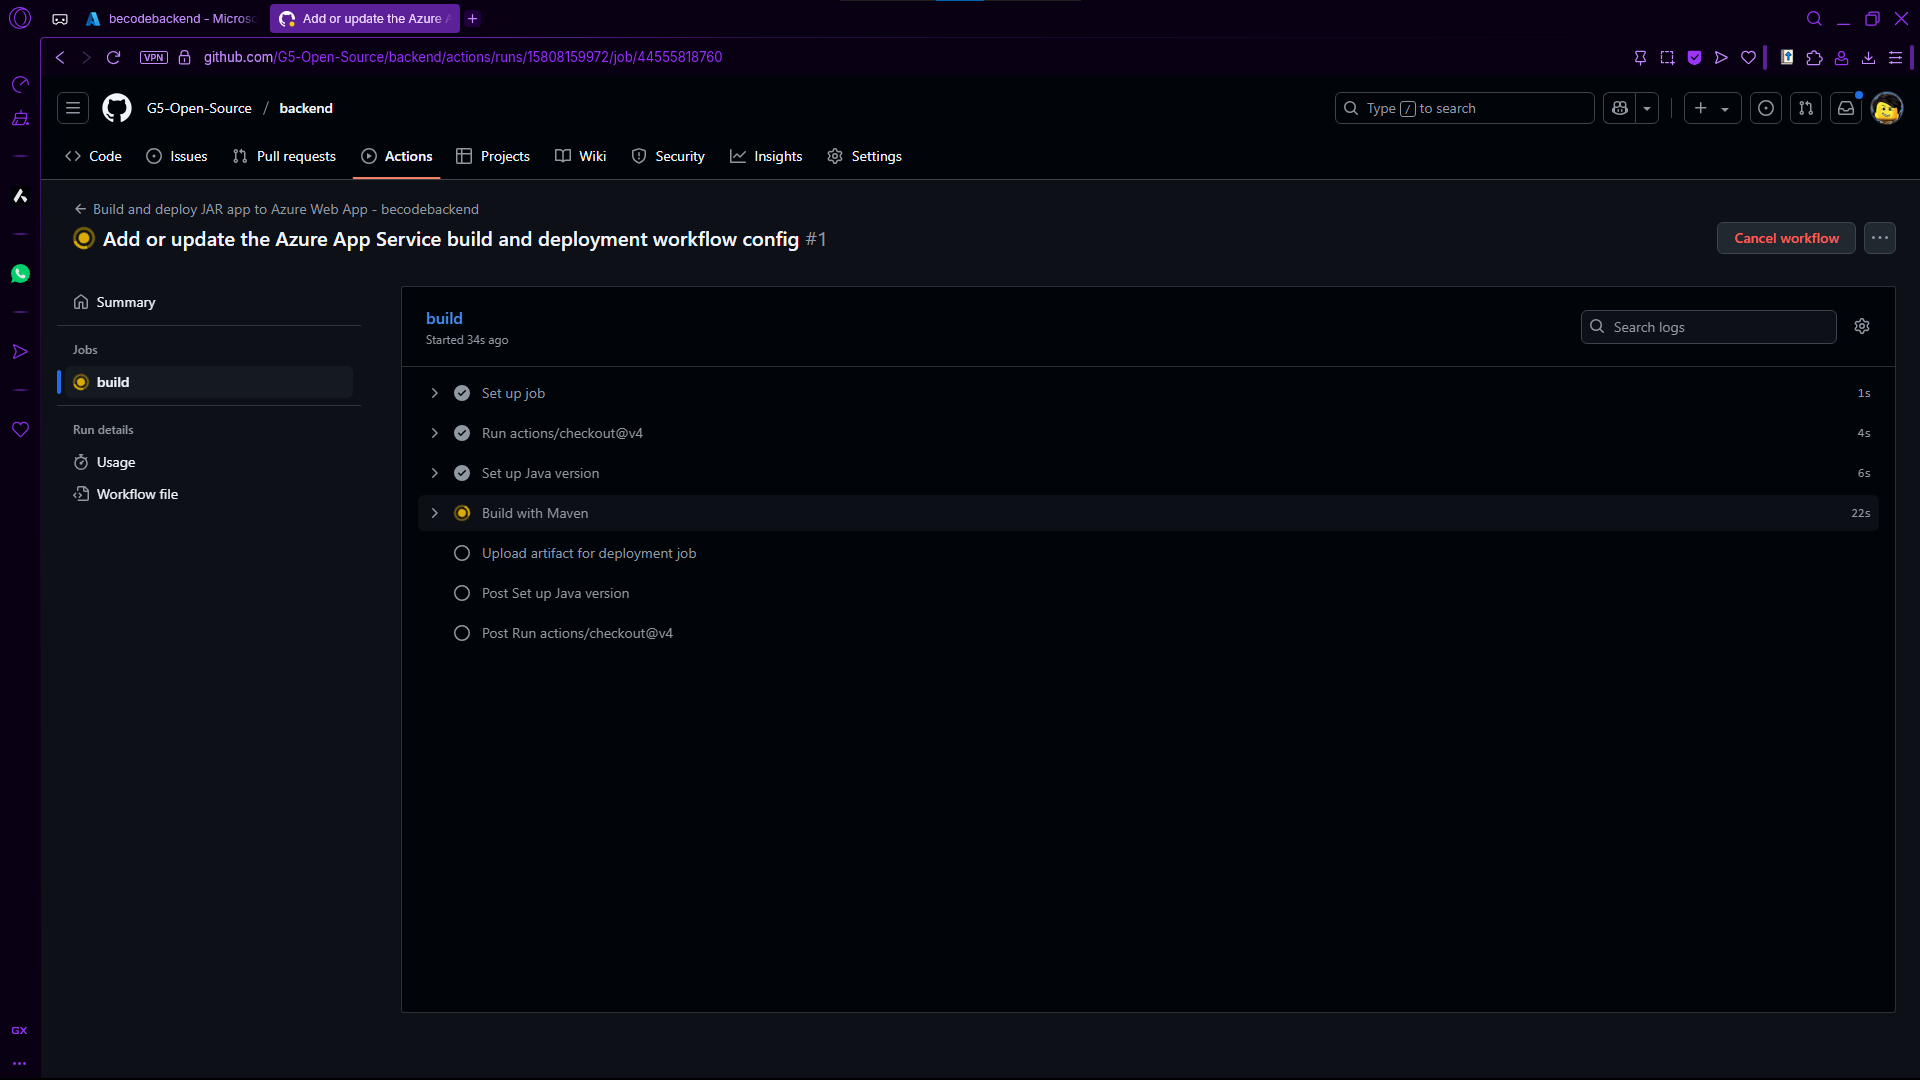 becodebackend - Micros
Add or update the Azure A
VPN
github.com/G5-Open-Source/backend/actions/runs/15808159972/job/44555818760
G5-Open-Source / backend
Type / to search
Code
Issues
Pull requests
Actions
Projects
Wiki
Security
Insights
Settings
Build and deploy JAR app to Azure Web App - becodebackend
Add or update the Azure App Service build and deployment workflow config #1
Cancel workflow
Summary
Jobs
build
Run details
Usage
Workflow file
build
Started 34s ago
Search logs
Set up job
1s
Run actions/checkout@v4
4s
Set up Java version
6s
Build with Maven
22s
Upload artifact for deployment job
Post Set up Java version
Post Run actions/checkout@v4
GX